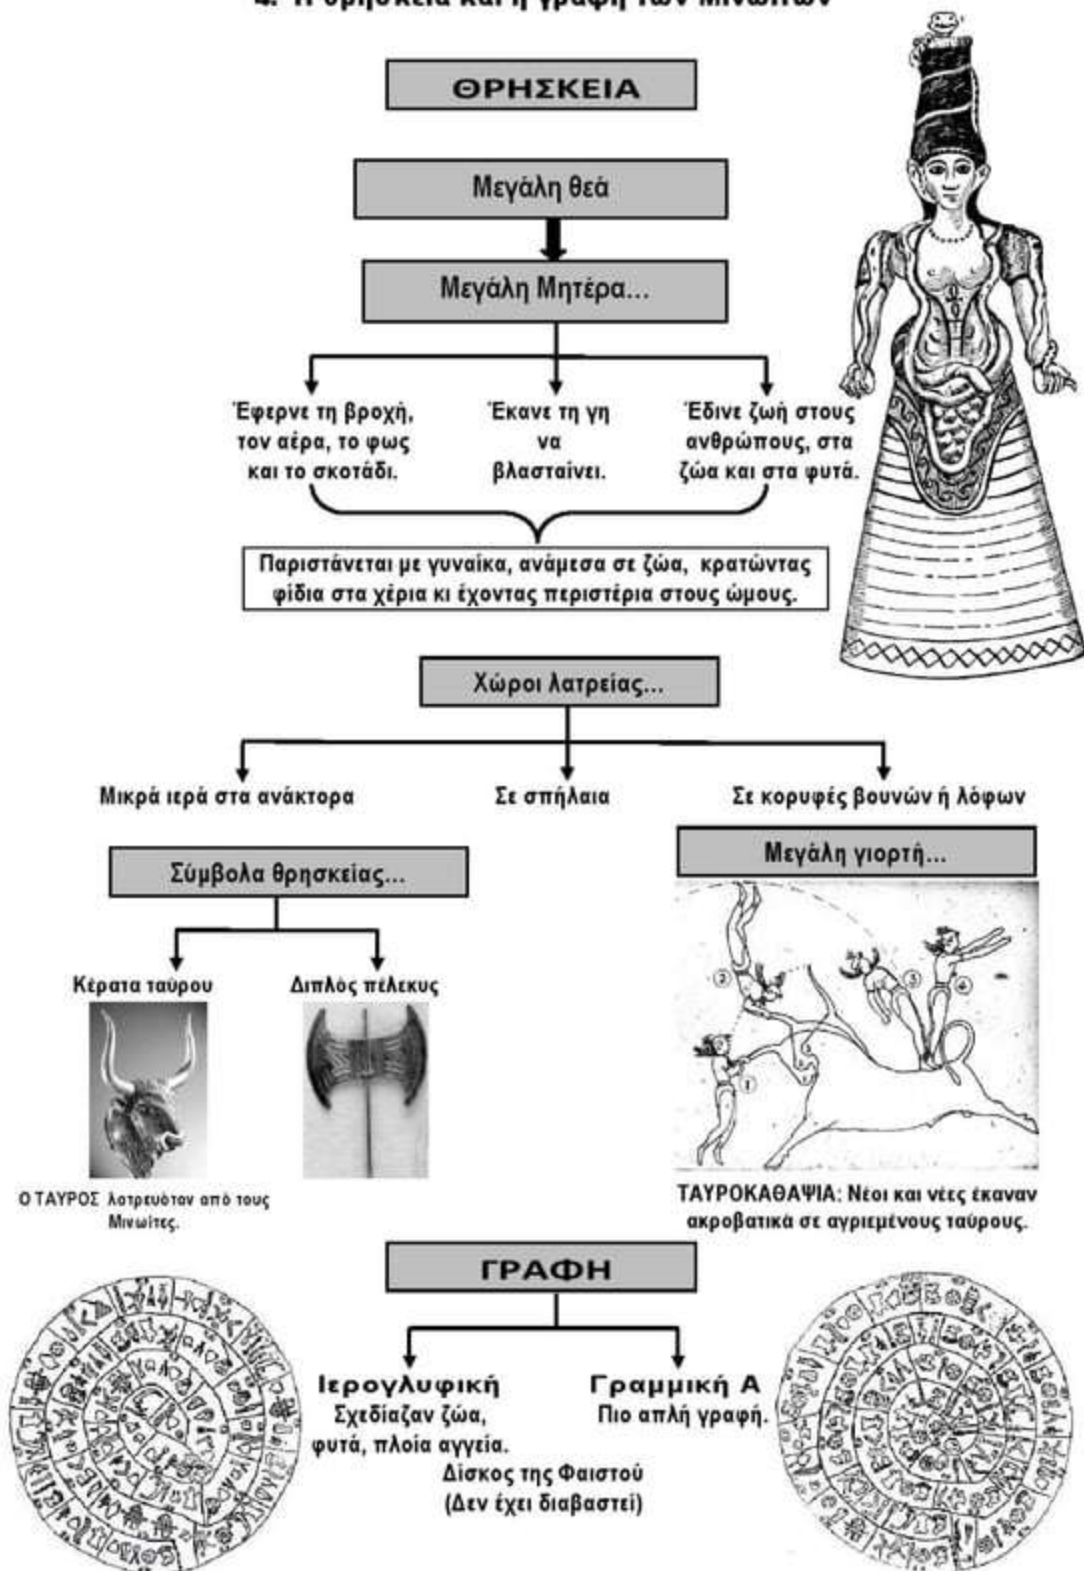 2. Η θρησκεία και η γραφή των Μινωιτών
ΘΡΗΣΚΕΙΑ
Μεγάλη θεά
Μεγάλη Μητέρα...
Έφερνε τη βροχή,
τον αέρα, το φως
και το σκοτάδι.
Έκανε τη γη
να
βλασταίνει.
Έδινε ζωή στους
ανθρώπους, στα
ζώα και στα φυτά.
Παριστάνεται με γυναίκα, ανάμεσα σε ζώα, κρατώντας
φίδια στα χέρια κι έχοντας περιστέρια στους ώμους.
Χώροι λατρείας...
Μικρά ιερά στα ανάκτορα
Σε σπήλαια
Σε κορυφές βουνών ή λόφων
Σύμβολα θρησκείας...
Κέρατα ταύρου
Διπλός πέλεκυς
Ο ΤΑΥΡΟΣ λατρευόταν από τους
Μινωίτες.
Μεγάλη γιορτή...
2
3
4
1
ΤΑΥΡΟΚΑΘΑΨΙΑ: Νέοι και νέες έκαναν
ακροβατικά σε αγριεμένους ταύρους.
ΓΡΑΦΗ
Ιερογλυφική
Σχεδίαζαν ζώα,
φυτά, πλοία αγγεία.
Γραμμική Α
Πιο απλή γραφή.
Δίσκος της Φαιστού
(Δεν έχει διαβαστεί)